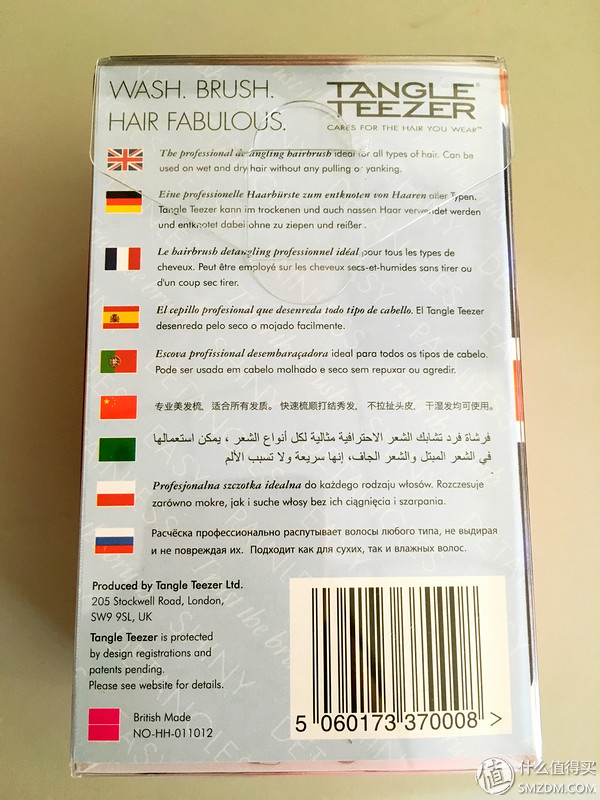 WASH. BRUSH.
HAIR FABULOUS.
TANGLE
TEEZER®
CARES FOR THE HAIR YOU WEAR™
The professional detangling hairbrush ideal for all types of hair. Can be
used on wet and dry hair without any pulling or yanking.
Eine professionelle Haarbürste zum entknoten von Haaren aller Typen.
Tangle Teezer kann im trockenen und auch nassen Haar verwendet werden
und entknotet dabei ohne zu ziepen und reißen.
Le hairbrush detangling professionnel idéal pour tous les types de
cheveux. Peut être employé sur les cheveux secs-et-humides sans tirer ou
d'un coup sec tirer.
El cepillo profesional que desenreda todo tipo de cabello. El Tangle Teezer
desenreda pelo seco o mojado facilmente.
Escova profissional desembaraçadora ideal para todos os tipos de cabelo.
Pode ser usada em cabelo molhado e seco sem repuxar ou agredir.
专业美发梳, 适合所有发质。 快速梳顺打结秀发, 不拉扯头皮, 干湿发均可使用。
فرشاة فرد تشابك الشعر الاحترافية مثالية لكل أنواع الشعر ، يمكن استعمالها
في الشعر المبتل والشعر الجاف، إنها سريعة ولا تسبب الألم
Profesjonalna szczotka idealna do każdego rodzaju włosów. Rozczesuje
zarówno mokre, jak i suche włosy bez ich ciągnięcia i szarpania.
Расчёска профессионально распутывает волосы любого типа, не выдирая
и не повреждая их. Подходит как для сухих, так и влажных волос.
Produced by Tangle Teezer Ltd.
205 Stockwell Road, London,
SW9 9SL, UK
Tangle Teezer is protected
by design registrations and
patents pending.
Please see website for details.
British Made
NO-HH-011012
5 060173 370008 >
值 什么值得买
SMZDM.COM